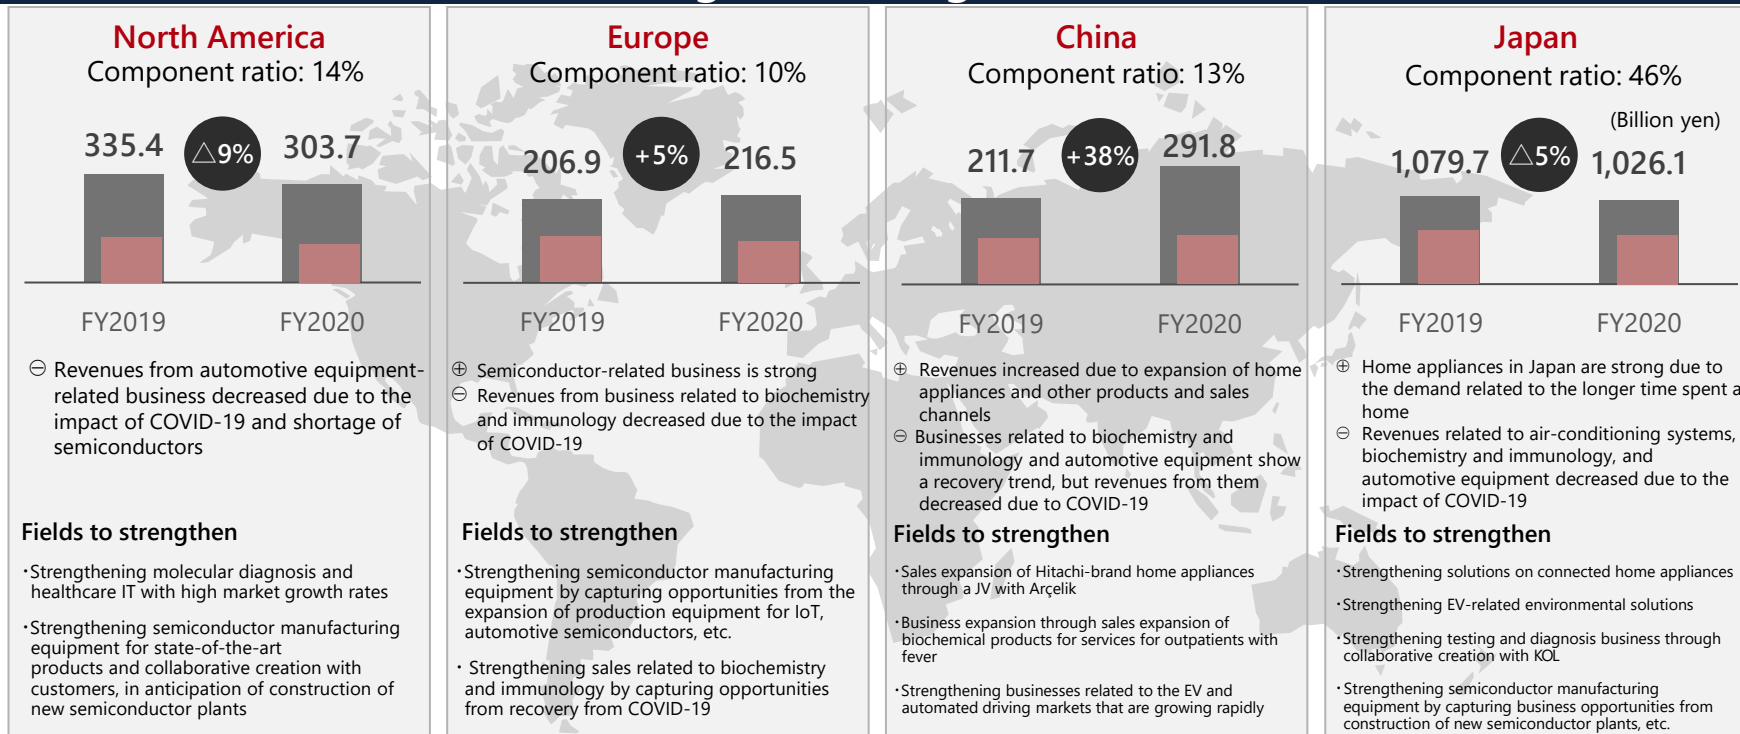 North America
Component ratio: 14%
335.4
△9%
303.7
FY2019
FY2020
⊖ Revenues from automotive equipment-
related business decreased due to the
impact of COVID-19 and shortage of
semiconductors
Fields to strengthen
・Strengthening molecular diagnosis and
healthcare IT with high market growth rates
・Strengthening semiconductor manufacturing
equipment for state-of-the-art
products and collaborative creation with
customers, in anticipation of construction of
new semiconductor plants
Europe
Component ratio: 10%
206.9
+5%
216.5
FY2019
FY2020
⊕ Semiconductor-related business is strong
⊖ Revenues from business related to biochemistry
and immunology decreased due to the impact
of COVID-19
Fields to strengthen
・Strengthening semiconductor manufacturing
equipment by capturing opportunities from the
expansion of production equipment for IoT,
automotive semiconductors, etc.
・ Strengthening sales related to biochemistry
and immunology by capturing opportunities
from recovery from COVID-19
China
Component ratio: 13%
211.7
+38%
291.8
FY2019
FY2020
⊕ Revenues increased due to expansion of home
appliances and other products and sales
channels
⊖ Businesses related to biochemistry and
immunology and automotive equipment show
a recovery trend, but revenues from them
decreased due to COVID-19
Fields to strengthen
・Sales expansion of Hitachi-brand home appliances
through a JV with Arçelik
・Business expansion through sales expansion of
biochemical products for services for outpatients with
fever
・Strengthening businesses related to the EV and
automated driving markets that are growing rapidly
Japan
Component ratio: 46%
(Billion yen)
1,079.7
△5%
1,026.1
FY2019
FY2020
⊕ Home appliances in Japan are strong due to
the demand related to the longer time spent
home
⊖ Revenues related to air-conditioning systems,
biochemistry and immunology, and
automotive equipment decreased due to the
impact of COVID-19
Fields to strengthen
・Strengthening solutions on connected home appliances
・Strengthening EV-related environmental solutions
・Strengthening testing and diagnosis business through
collaborative creation with KOL
・Strengthening semiconductor manufacturing
equipment by capturing business opportunities from
construction of new semiconductor plants, etc.